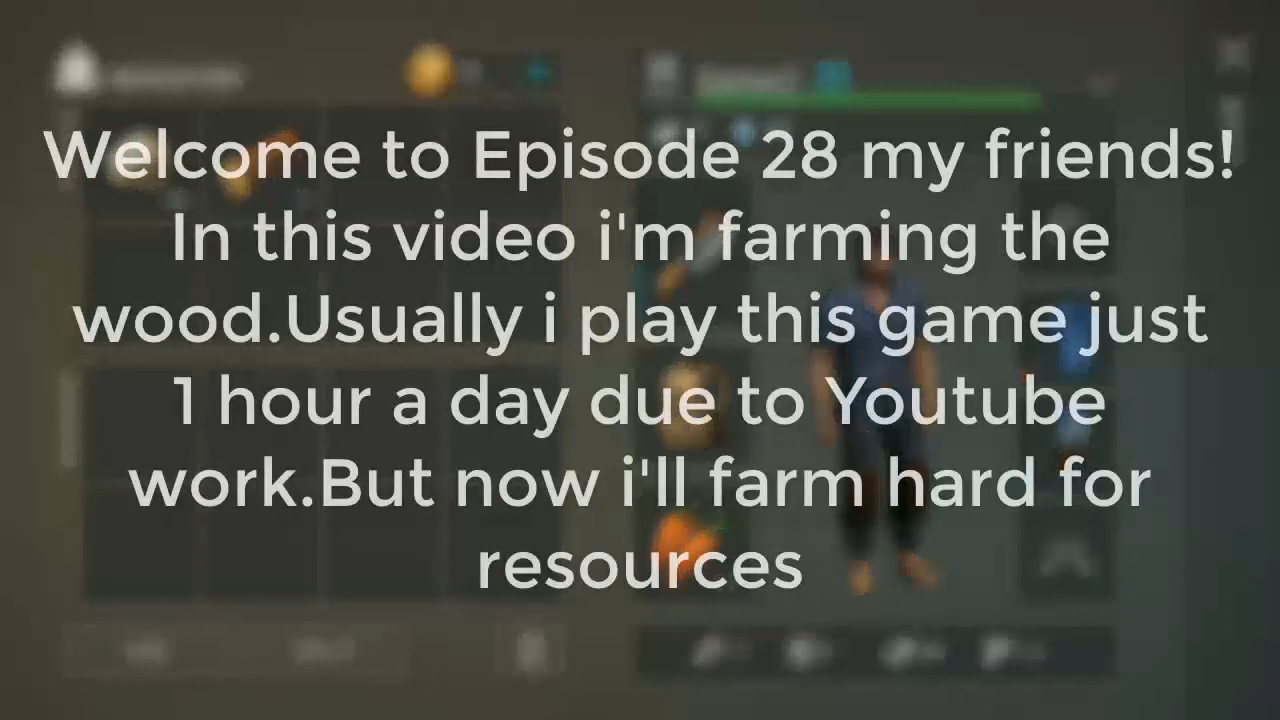 Welcome to Episode 28 my friends!
In this video i'm farming the
wood.Usually i play this game just
1 hour a day due to Youtube
work.But now i'll farm hard for
resources